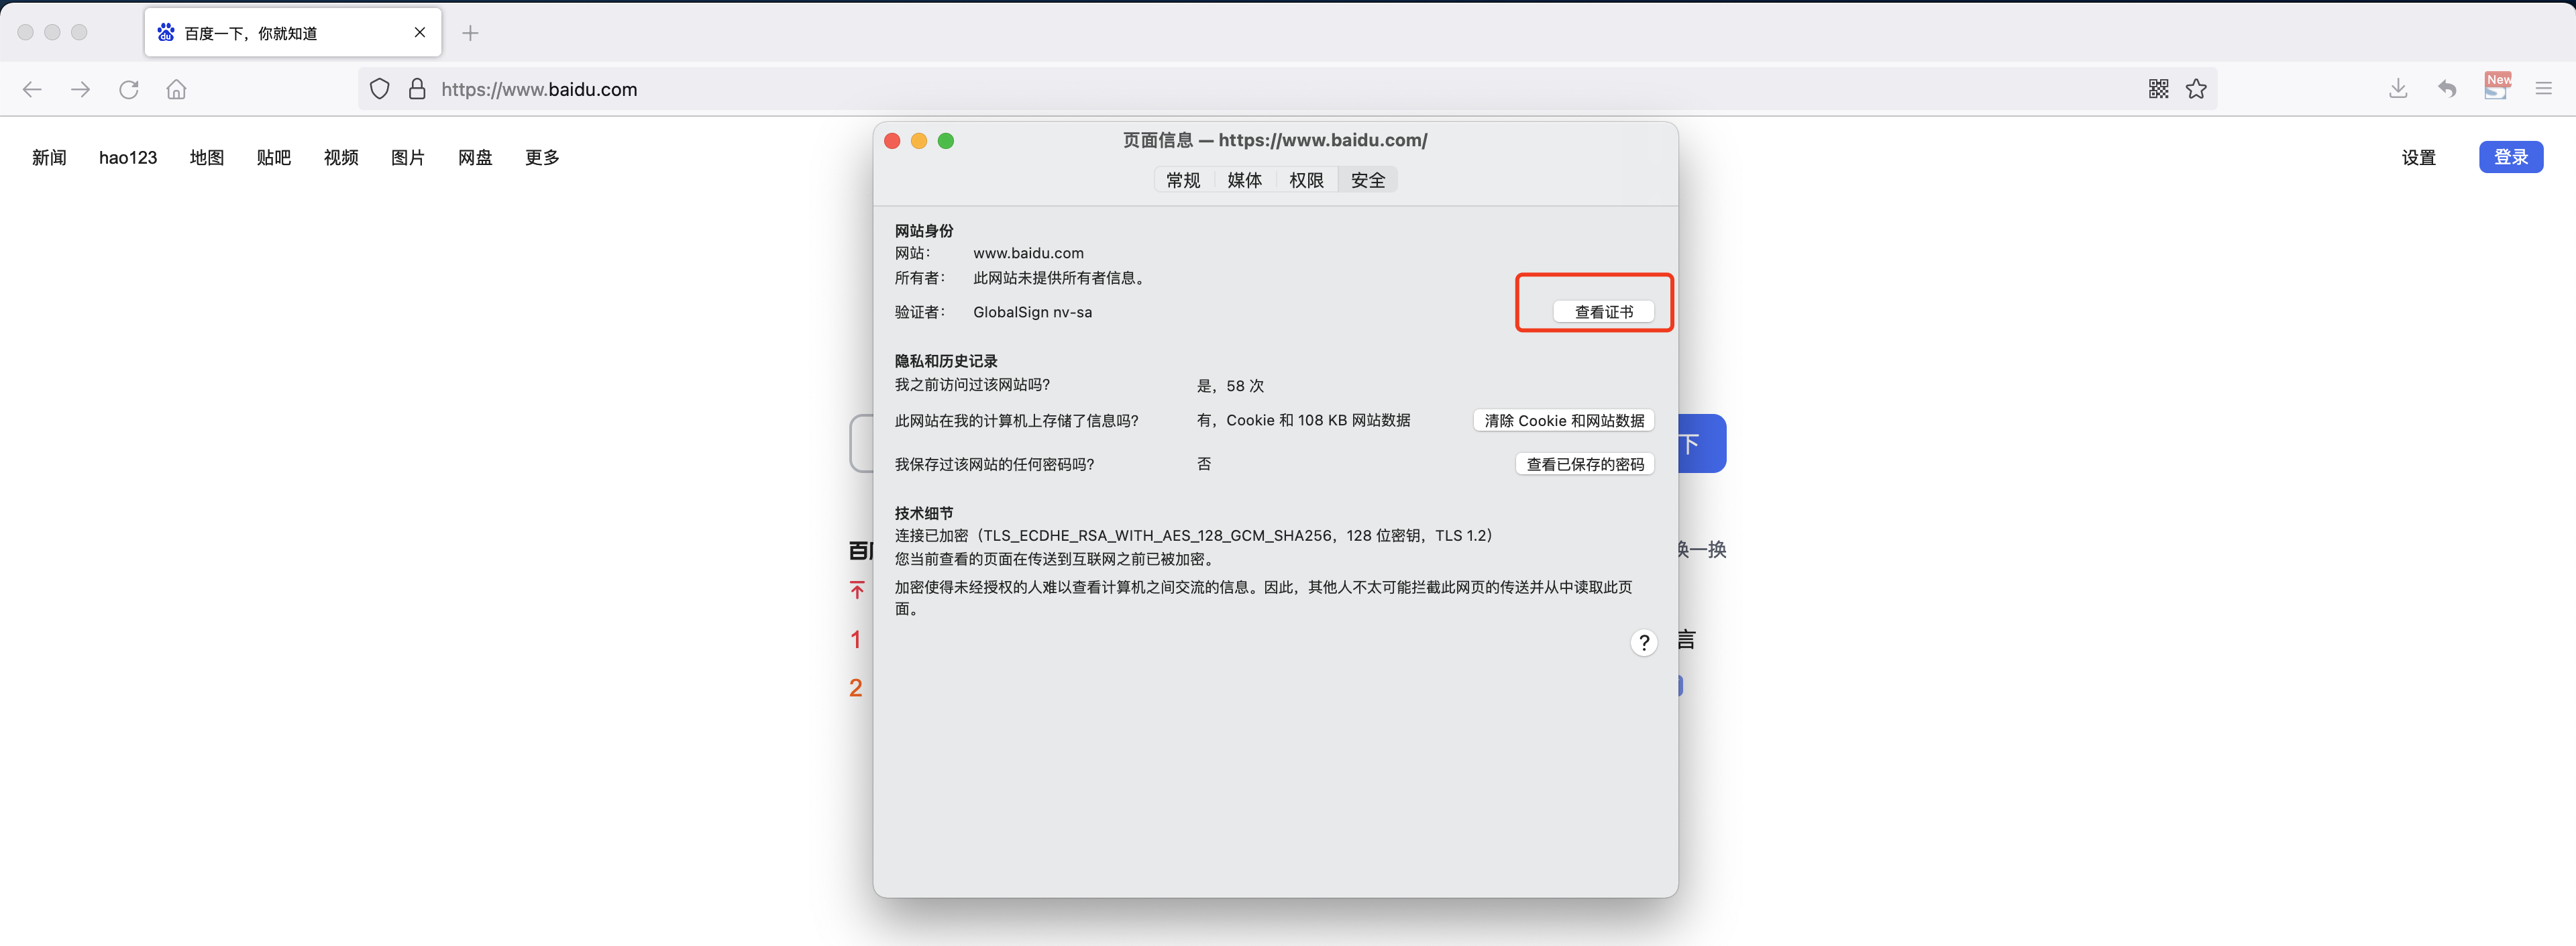 百度一下，你就知道
https://www.baidu.com
New
新闻 hao123 地图 贴吧 视频 图片 网盘 更多
设置 登录
页面信息 — https://www.baidu.com/
常规 媒体 权限 安全
网站身份
网站： www.baidu.com
所有者： 此网站未提供所有者信息。
验证者： GlobalSign nv-sa 查看证书
隐私和历史记录
我之前访问过该网站吗？ 是，58 次
此网站在我的计算机上存储了信息吗？ 有，Cookie 和 108 KB 网站数据 清除 Cookie 和网站数据
下
我保存过该网站的任何密码吗？ 否 查看已保存的密码
技术细节
连接已加密（TLS_ECDHE_RSA_WITH_AES_128_GCM_SHA256，128 位密钥，TLS 1.2）
百 换一换
您当前查看的页面在传送到互联网之前已被加密。
加密使得未经授权的人难以查看计算机之间交流的信息。因此，其他人不太可能拦截此网页的传送并从中读取此页
面。
1 言
?
2